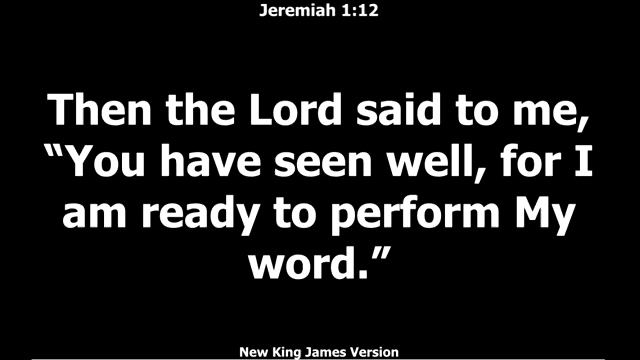 Jeremiah 1:12
Then the Lord said to me,
“You have seen well, for I
am ready to perform My
word.”
New King James Version